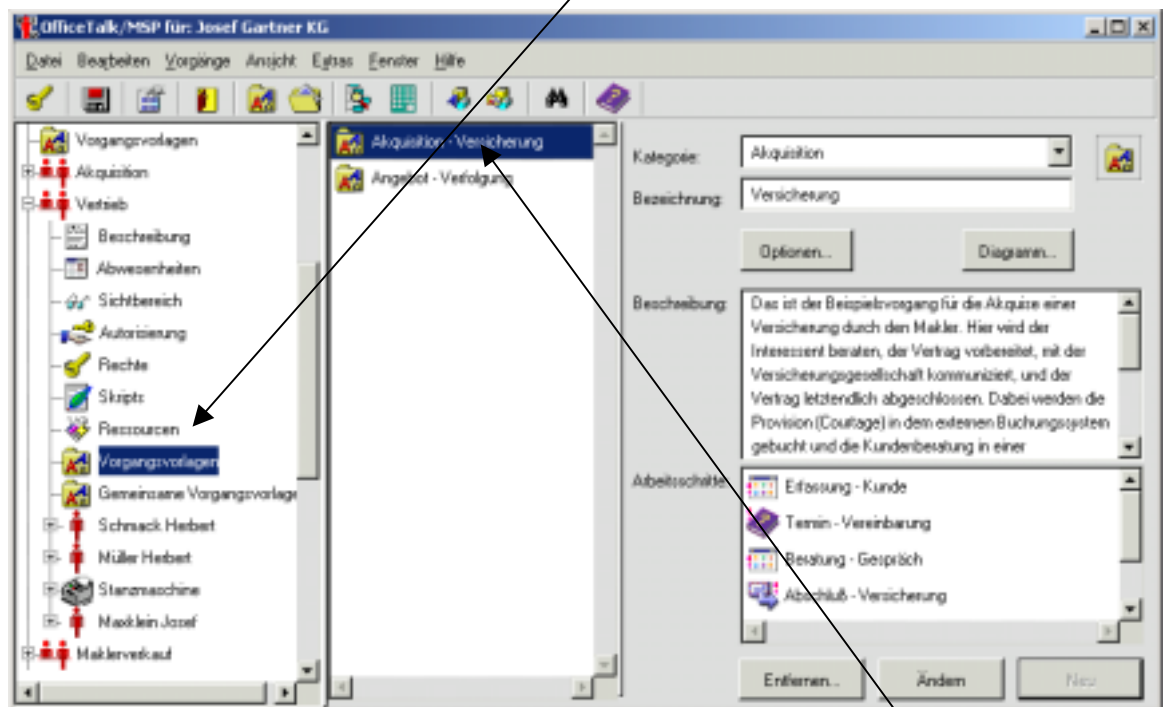 OfficeTalk/MSP für: Josef Gartner KG
Datei Bearbeiten Vorgänge Ansicht Extras Fenster Hilfe
Vorgangsvorlagen
Akquisition
Vertrieb
Beschreibung
Abwesenheiten
Sichtbereich
Autorisierung
Rechte
Skripts
Ressourcen
Vorgangsvorlagen
Gemeinsame Vorgangsvorlage
Schmack Herbert
Müller Herbert
Stanzmaschine
Maxklein Josef
Maklerverkauf
Akquisition - Versicherung
Angebot - Verfolgung
Kategorie: Akquisition
Bezeichnung: Versicherung
Optionen... Diagramm...
Beschreibung: Das ist der Beispielsvorgang für die Akquise einer
Versicherung durch den Makler. Hier wird der
Interessent beraten, der Vertrag vorbereitet, mit der
Versicherungsgesellschaft kommuniziert, und der
Vertrag letztendlich abgeschlossen. Dabei werden die
Provision (Courtage) in dem externen Buchungssystem
gebucht und die Kundenberatung in einer
Arbeitsschritte: Erfassung - Kunde
Termin - Vereinbarung
Beratung - Gespräch
Abschluß - Versicherung
Entfernen... Ändern Neu